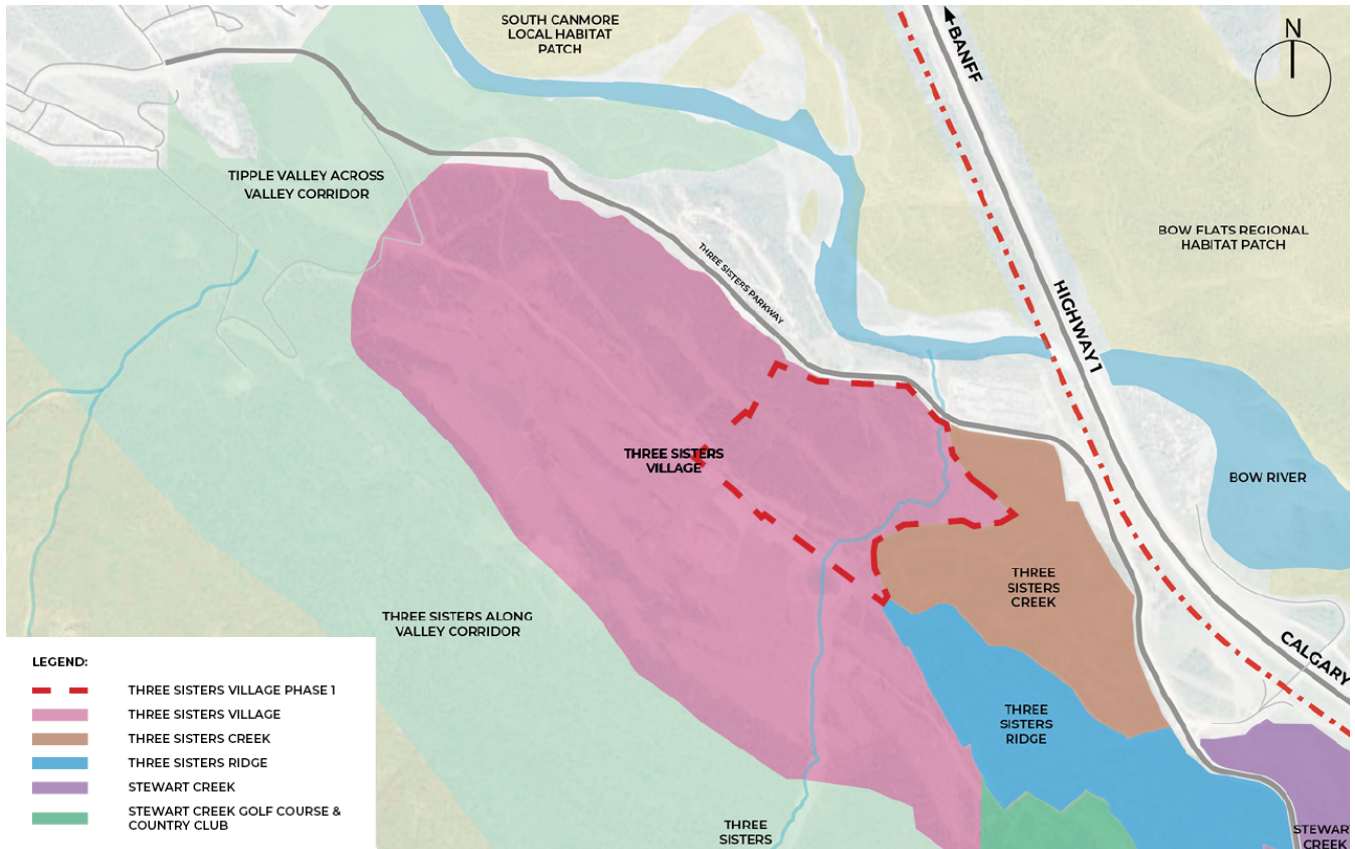 SOUTH CANMORE
LOCAL HABITAT
PATCH
BANFF
N
TIPPLE VALLEY ACROSS
VALLEY CORRIDOR
BOW FLATS REGIONAL
HABITAT PATCH
THREE SISTERS PARKWAY
HIGHWAY 1
THREE SISTERS
VILLAGE
BOW RIVER
THREE
SISTERS
CREEK
THREE SISTERS ALONG
VALLEY CORRIDOR
CALGARY
THREE
SISTERS
RIDGE
LEGEND:
THREE SISTERS VILLAGE PHASE 1
THREE SISTERS VILLAGE
THREE SISTERS CREEK
THREE SISTERS RIDGE
STEWART CREEK
STEWART CREEK GOLF COURSE &
COUNTRY CLUB
THREE
SISTERS
STEWART
CREEK